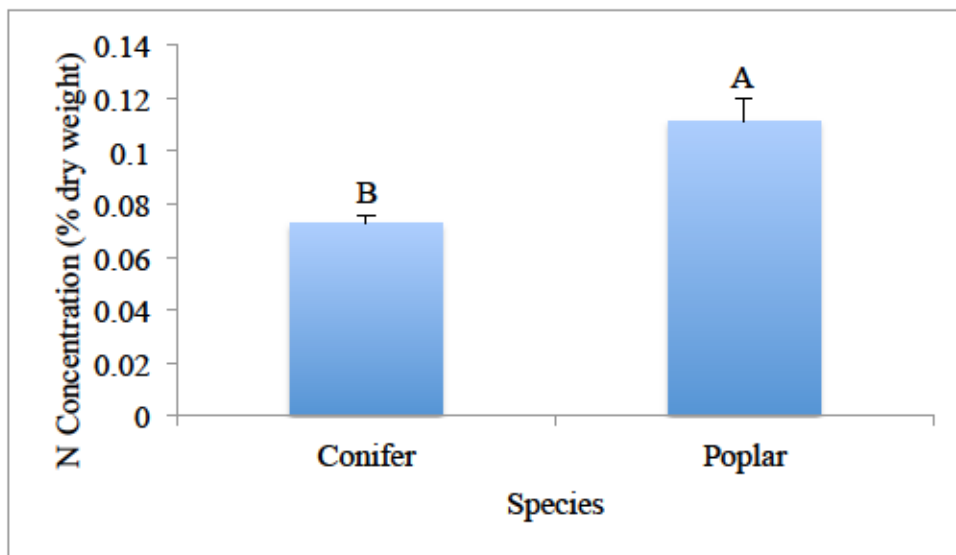 N Concentration (% dry weight)
0.14
0.12
0.1
0.08
0.06
0.04
0.02
0
B
A
Conifer
Poplar
Species